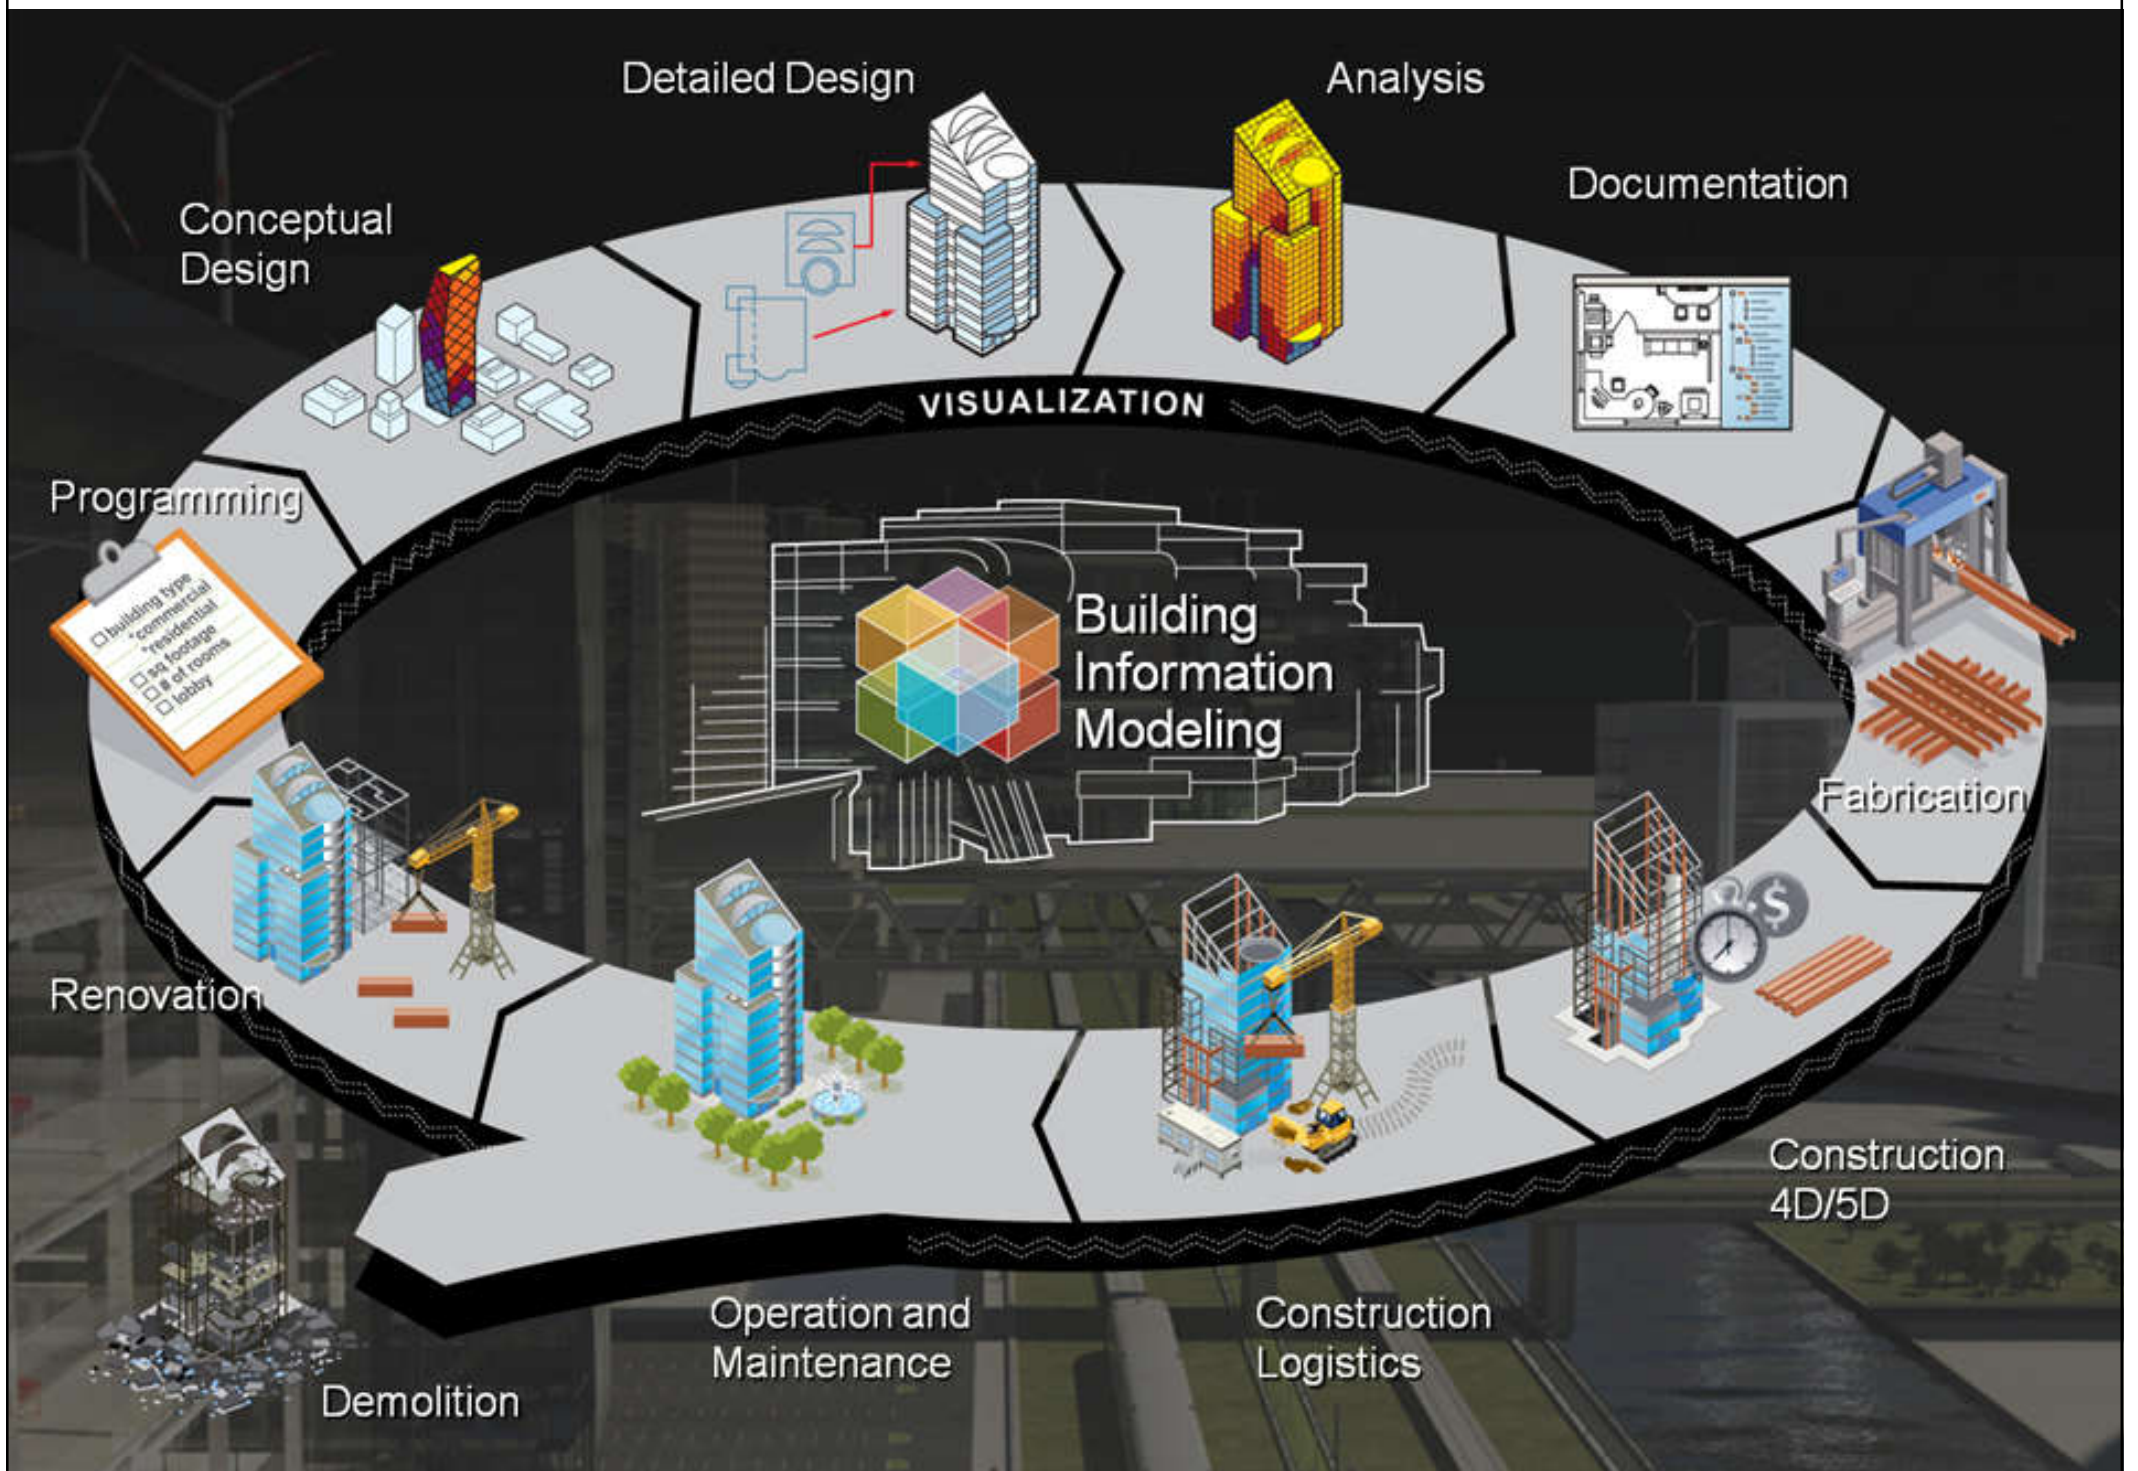 Detailed Design
Analysis
Documentation
Conceptual
Design
VISUALIZATION
Programming
building type
*commercial
*residential
sq footage
# of rooms
lobby
Building
Information
Modeling
Fabrication
$
Renovation
Construction
4D/5D
Operation and
Maintenance
Construction
Logistics
Demolition